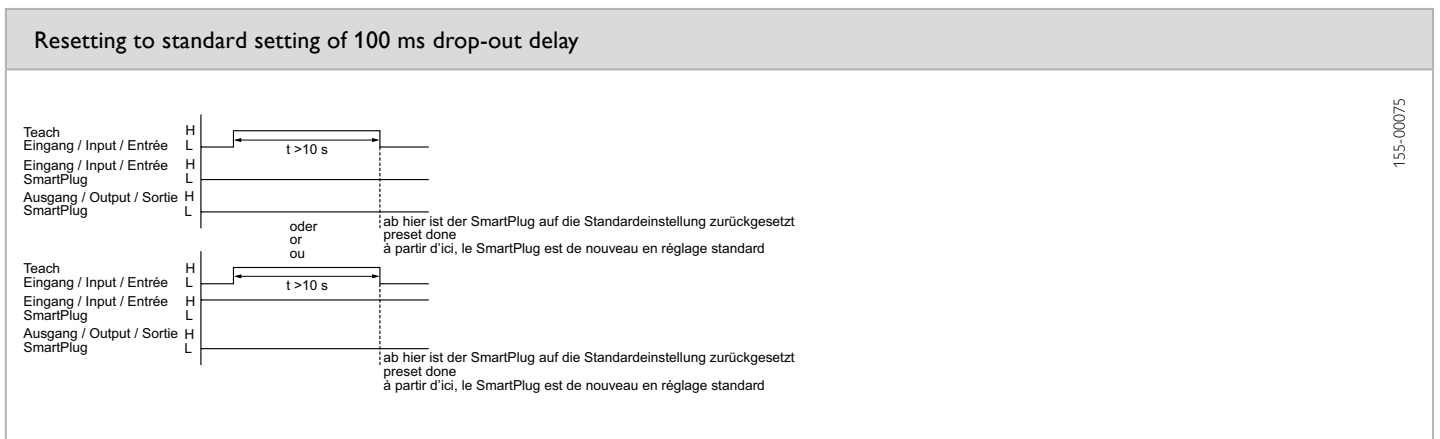 Resetting to standard setting of 100 ms drop-out delay
155-00075
Teach H
Eingang / Input / Entrée L
t >10 s
Eingang / Input / Entrée H
SmartPlug L
Ausgang / Output / Sortie H
SmartPlug L
oder
or
ou
ab hier ist der SmartPlug auf die Standardeinstellung zurückgesetzt
preset done
à partir d'ici, le SmartPlug est de nouveau en réglage standard
Teach H
Eingang / Input / Entrée L
t >10 s
Eingang / Input / Entrée H
SmartPlug L
Ausgang / Output / Sortie H
SmartPlug L
ab hier ist der SmartPlug auf die Standardeinstellung zurückgesetzt
preset done
à partir d'ici, le SmartPlug est de nouveau en réglage standard